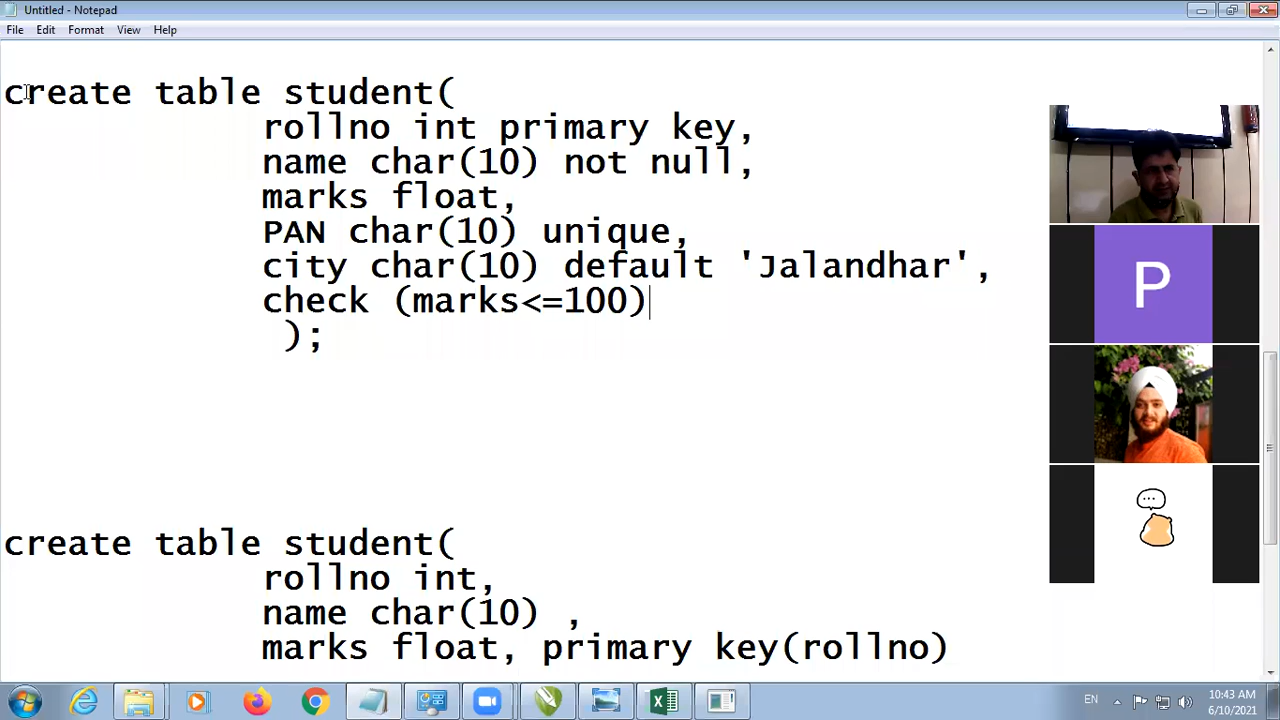 Untitled - Notepad
File Edit Format View Help
create table student(
rollno int primary key,
name char(10) not null,
marks float,
PAN char(10) unique,
city char(10) default 'Jalandhar',
check (marks<=100)
);
create table student(
rollno int,
name char(10) ,
marks float, primary key(rollno)
P
EN
10:43 AM
6/10/2021